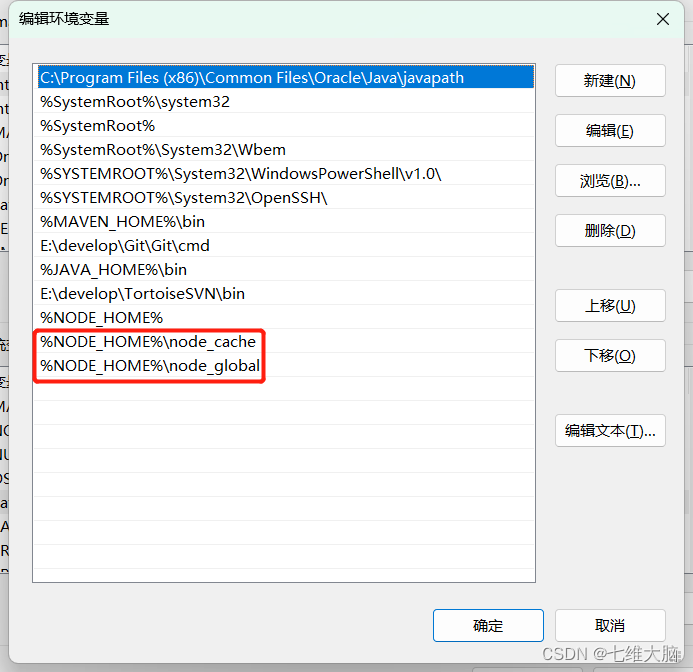 编辑环境变量
C:\Program Files (x86)\Common Files\Oracle\Java\javapath
%SystemRoot%\system32
%SystemRoot%
%SystemRoot%\System32\Wbem
%SYSTEMROOT%\System32\WindowsPowerShell\v1.0\
%SYSTEMROOT%\System32\OpenSSH\
%MAVEN_HOME%\bin
E:\develop\Git\Git\cmd
%JAVA_HOME%\bin
E:\develop\TortoiseSVN\bin
%NODE_HOME%
%NODE_HOME%\node_cache
%NODE_HOME%\node_global
新建(N)
编辑(E)
浏览(B)...
删除(D)
上移(U)
下移(O)
编辑文本(T)...
确定
取消
CSDN @七维大脑